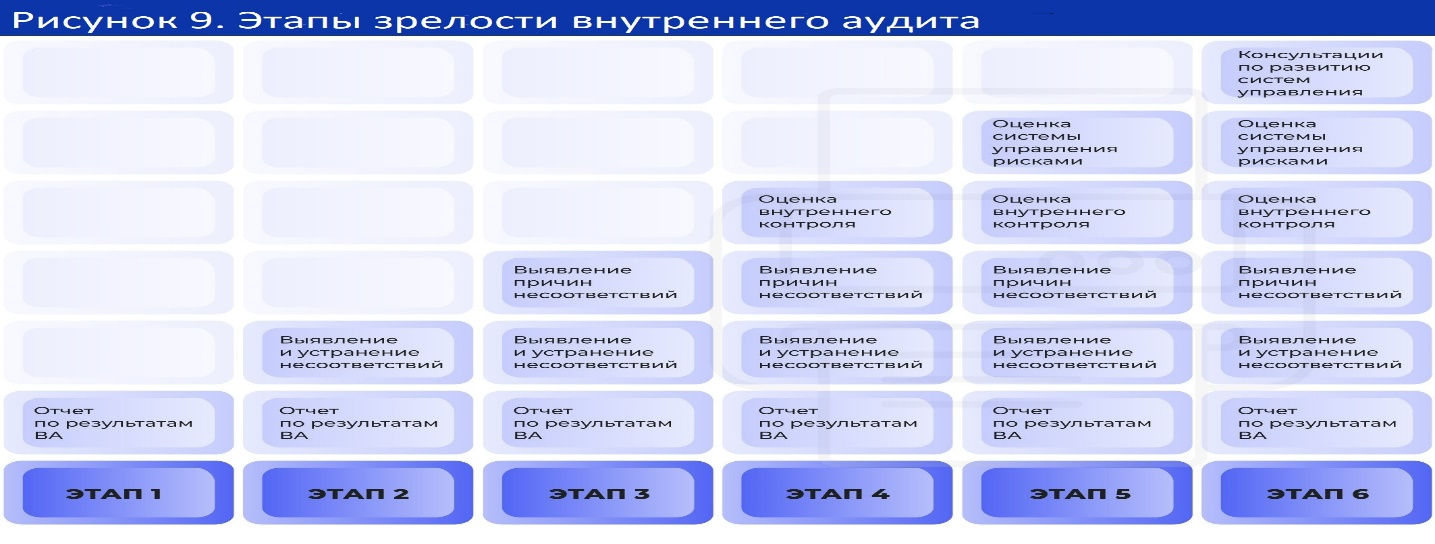 Рисунок 9. Этапы зрелости внутреннего аудита
Консультации
по развитию
систем
управления
Оценка
системы
управления
рисками
Оценка
системы
управления
рисками
Оценка
внутреннего
контроля
Оценка
внутреннего
контроля
Оценка
внутреннего
контроля
Выявление
причин
несоответствий
Выявление
причин
несоответствий
Выявление
причин
несоответствий
Выявление
причин
несоответствий
Выявление
и устранение
несоответствий
Выявление
и устранение
несоответствий
Выявление
и устранение
несоответствий
Выявление
и устранение
несоответствий
Выявление
и устранение
несоответствий
Отчет
по результатам
ВА
Отчет
по результатам
ВА
Отчет
по результатам
ВА
Отчет
по результатам
ВА
Отчет
по результатам
ВА
Отчет
по результатам
ВА
ЭТАП 1
ЭТАП 2
ЭТАП 3
ЭТАП 4
ЭТАП 5
ЭТАП 6